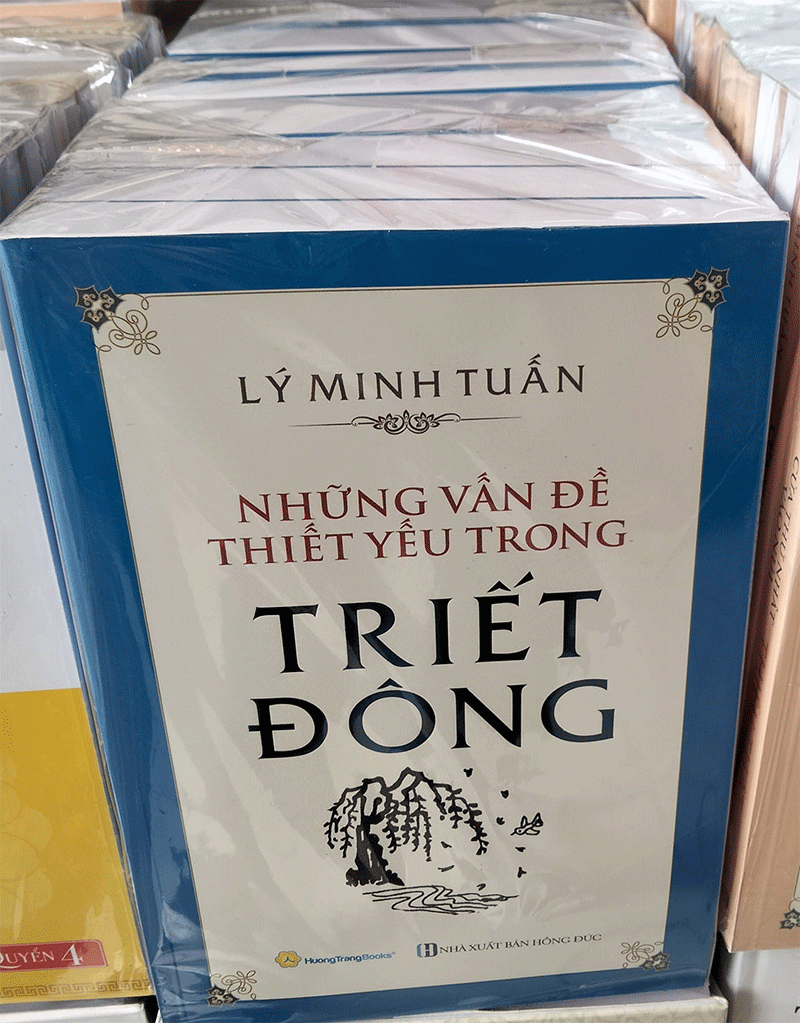 LÝ MINH TUẤN
NHỮNG VẤN ĐỀ
THIẾT YẾU TRONG
TRIẾT
ĐÔNG
HuongTrangBooks®
NHÀ XUẤT BẢN HỒNG ĐỨC
QUYỂN 4